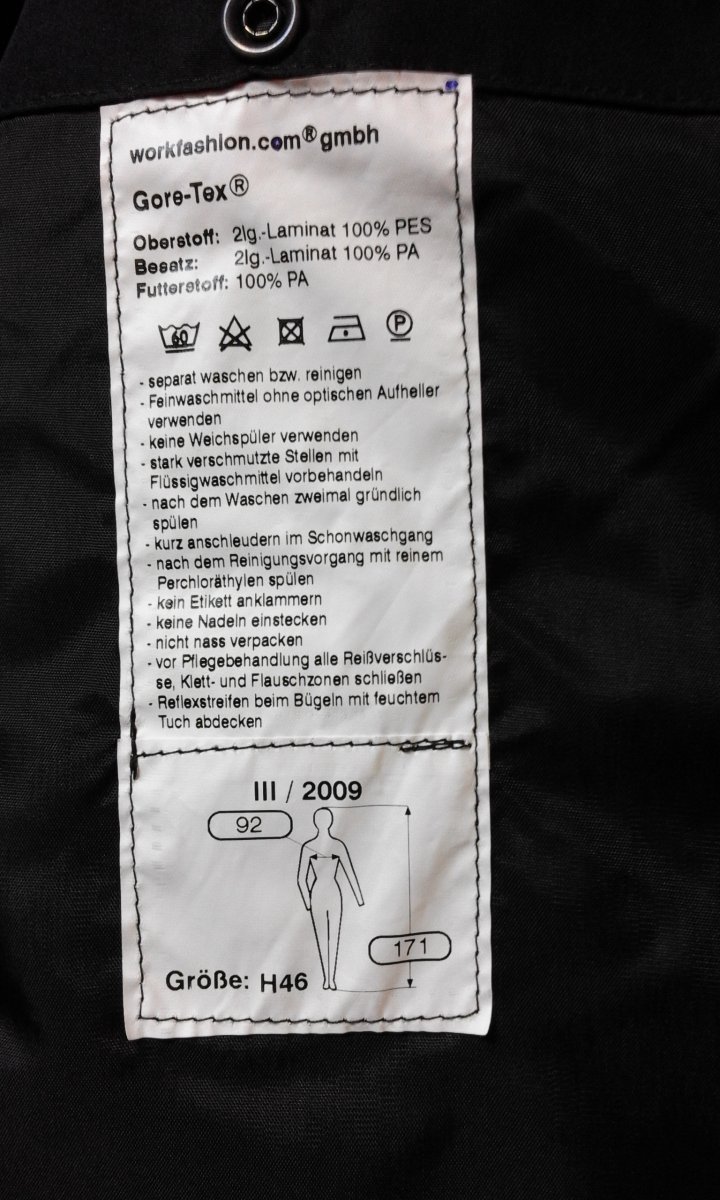 workfashion.com® gmbh
Gore-Tex®
Oberstoff: 2lg.-Laminat 100% PES
Besatz: 2lg.-Laminat 100% PA
Futterstoff: 100% PA
60 P
- separat waschen bzw. reinigen
- Feinwaschmittel ohne optischen Aufheller
verwenden
- keine Weichspüler verwenden
- stark verschmutzte Stellen mit
Flüssigwaschmittel vorbehandeln
- nach dem Waschen zweimal gründlich
spülen
- kurz anschleudern im Schonwaschgang
- nach dem Reinigungsvorgang mit reinem
Perchloräthylen spülen
- kein Etikett anklammern
- keine Nadeln einstecken
- nicht nass verpacken
- vor Pflegebehandlung alle Reißverschlüs-
se, Klett- und Flauschzonen schließen
- Reflexstreifen beim Bügeln mit feuchtem
Tuch abdecken
III / 2009
92
171
Größe: H46